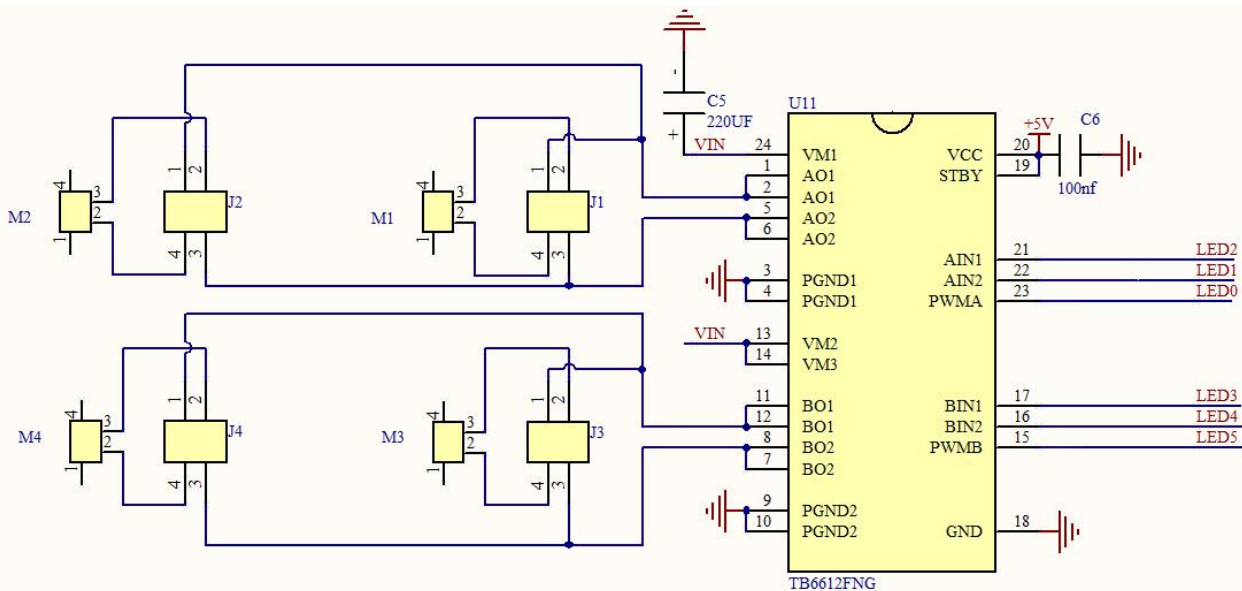 C5
220UF
-
+
VIN
U11
+5V
C6
100nf
24 VM1
1 AO1
2 AO1
5 AO2
6 AO2
3 PGND1
4 PGND1
VIN
13 VM2
14 VM3
11 BO1
12 BO1
8 BO2
7 BO2
9 PGND2
10 PGND2
VCC 20
STBY 19
AIN1 21 LED2
AIN2 22 LED1
PWMA 23 LED0
BIN1 17 LED3
BIN2 16 LED4
PWMB 15 LED5
GND 18
TB6612FNG
M2
4
3
2
1
1 2
J2
4 3
M1
4
3
2
1
1 2
J1
4 3
M4
4
3
2
1
1 2
J4
4 3
M3
4
3
2
1
1 2
J3
4 3